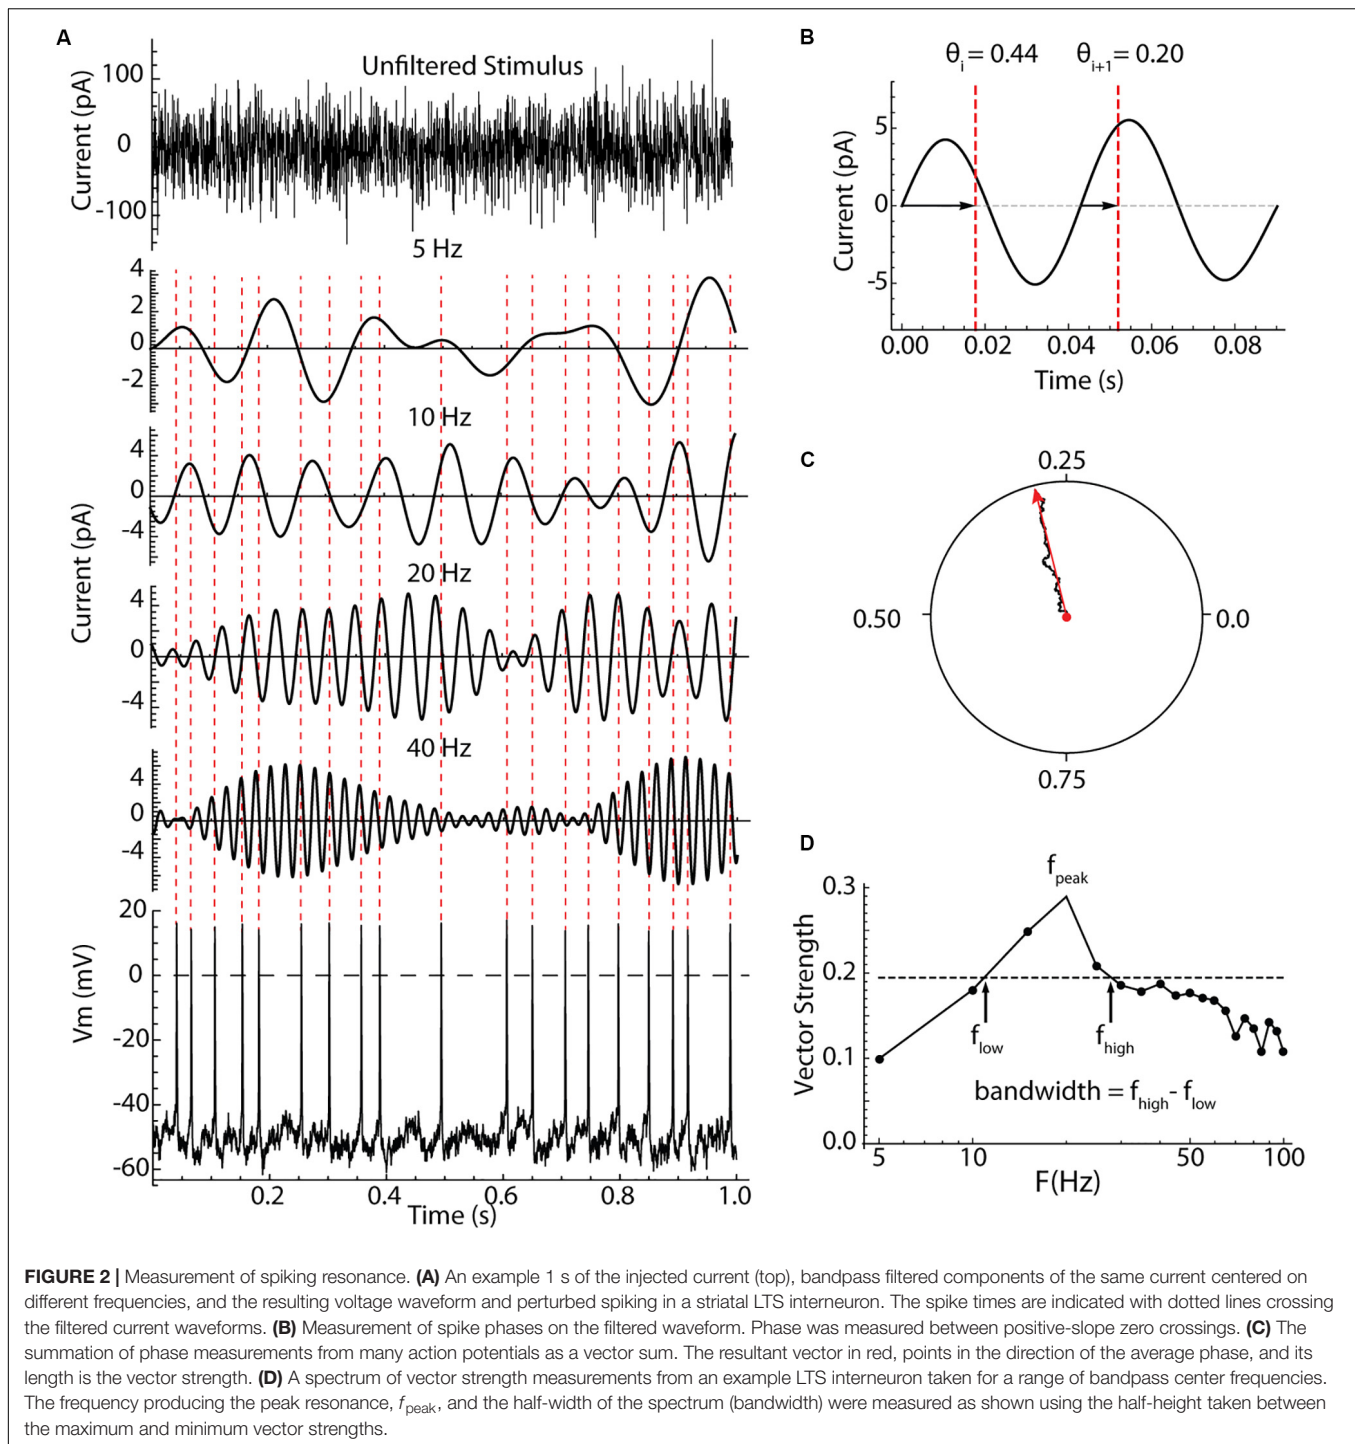 A
Unfiltered Stimulus
Current (pA)
100
0
-100
5 Hz
4
2
0
-2
10 Hz
4
0
-4
Current (pA)
20 Hz
4
0
-4
40 Hz
4
0
-4
20
0
-20
-40
-60
Vm (mV)
0.2 0.4 0.6 0.8 1.0
Time (s)
B
θi = 0.44 θi+1 = 0.20
Current (pA)
5
0
-5
0.00 0.02 0.04 0.06 0.08
Time (s)
C
0.25
0.50 0.0
0.75
D
fpeak
0.3
0.2
0.1
0.0
Vector Strength
flow fhigh
bandwidth = fhigh- flow
5 10 50 100
F(Hz)
FIGURE 2 | Measurement of spiking resonance. (A) An example 1 s of the injected current (top), bandpass filtered components of the same current centered on
different frequencies, and the resulting voltage waveform and perturbed spiking in a striatal LTS interneuron. The spike times are indicated with dotted lines crossing
the filtered current waveforms. (B) Measurement of spike phases on the filtered waveform. Phase was measured between positive-slope zero crossings. (C) The
summation of phase measurements from many action potentials as a vector sum. The resultant vector in red, points in the direction of the average phase, and its
length is the vector strength. (D) A spectrum of vector strength measurements from an example LTS interneuron taken for a range of bandpass center frequencies.
The frequency producing the peak resonance, fpeak, and the half-width of the spectrum (bandwidth) were measured as shown using the half-height taken between
the maximum and minimum vector strengths.